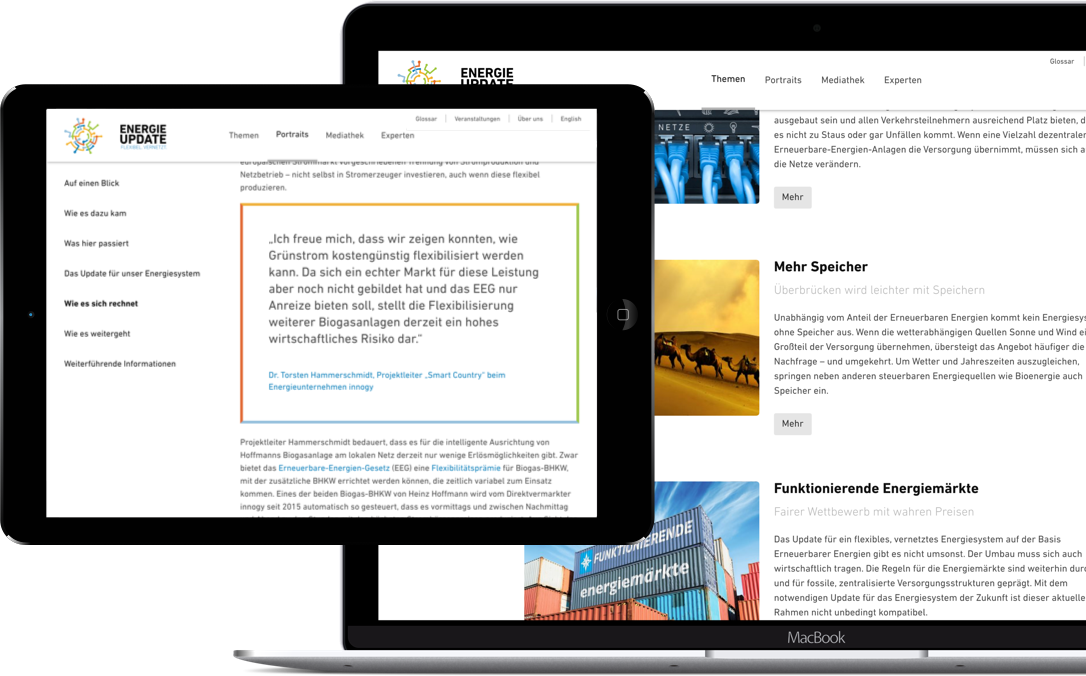 ENERGIE
UPDATE
Glossar
Themen
Portraits
Mediathek
Experten
ausgebaut sein und allen Verkehrsteilnehmern ausreichend Platz bieten, d
es nicht zu Staus oder gar Unfällen kommt. Wenn eine Vielzahl dezentraler
Erneuerbare-Energien-Anlagen die Versorgung übernimmt, müssen sich a
die Netze verändern.
Mehr
NETZE
Mehr Speicher
Überbrücken wird leichter mit Speichern
Unabhängig vom Anteil der Erneuerbaren Energien kommt kein Energiesys
ohne Speicher aus. Wenn die wetterabhängigen Quellen Sonne und Wind ei
Großteil der Versorgung übernehmen, übersteigt das Angebot häufiger die
Nachfrage – und umgekehrt. Um Wetter und Jahreszeiten auszugleichen,
springen neben anderen steuerbaren Energiequellen wie Bioenergie auch
Speicher ein.
Mehr
Funktionierende Energiemärkte
Fairer Wettbewerb mit wahren Preisen
Das Update für ein flexibles, vernetztes Energiesystem auf der Basis
Erneuerbarer Energien gibt es nicht umsonst. Der Umbau muss sich auch
wirtschaftlich tragen. Die Regeln für die Energiemärkte sind weiterhin durc
und für fossile, zentralisierte Versorgungsstrukturen geprägt. Mit dem
notwendigen Update für das Energiesystem der Zukunft ist dieser aktuelle
Rahmen nicht unbedingt kompatibel.
FUNKTIONIERENDE
energiemärkte
MacBook
ENERGIE
UPDATE
FLEXIBEL VERNETZT
Glossar
Veranstaltungen
Über uns
English
Themen
Portraits
Mediathek
Experten
Auf einen Blick
Wie es dazu kam
Was hier passiert
Das Update für unser Energiesystem
Wie es sich rechnet
Wie es weitergeht
Weiterführende Informationen
europäischen Strommarkt vorgeschriebenen Trennung von Stromproduktion und
Netzbetrieb – nicht selbst in Stromerzeuger investieren, auch wenn diese flexibel
produzieren.
„Ich freue mich, dass wir zeigen konnten, wie
Grünstrom kostengünstig flexibilisiert werden
kann. Da sich ein echter Markt für diese Leistung
aber noch nicht gebildet hat und das EEG nur
Anreize bieten soll, stellt die Flexibilisierung
weiterer Biogasanlagen derzeit ein hohes
wirtschaftliches Risiko dar.“
Dr. Torsten Hammerschmidt, Projektleiter „Smart Country“ beim
Energieunternehmen innogy
Projektleiter Hammerschmidt bedauert, dass es für die intelligente Ausrichtung von
Hoffmanns Biogasanlage am lokalen Netz derzeit nur wenige Erlösmöglichkeiten gibt. Zwar
bietet das Erneuerbare-Energien-Gesetz (EEG) eine Flexibilitätsprämie für Biogas-BHKW,
mit der zusätzliche BHKW errichtet werden können, die zeitlich variabel zum Einsatz
kommen. Eines der beiden Biogas-BHKW von Heinz Hoffmann wird vom Direktvermarkter
innogy seit 2015 automatisch so gesteuert, dass es vormittags und zwischen Nachmittag